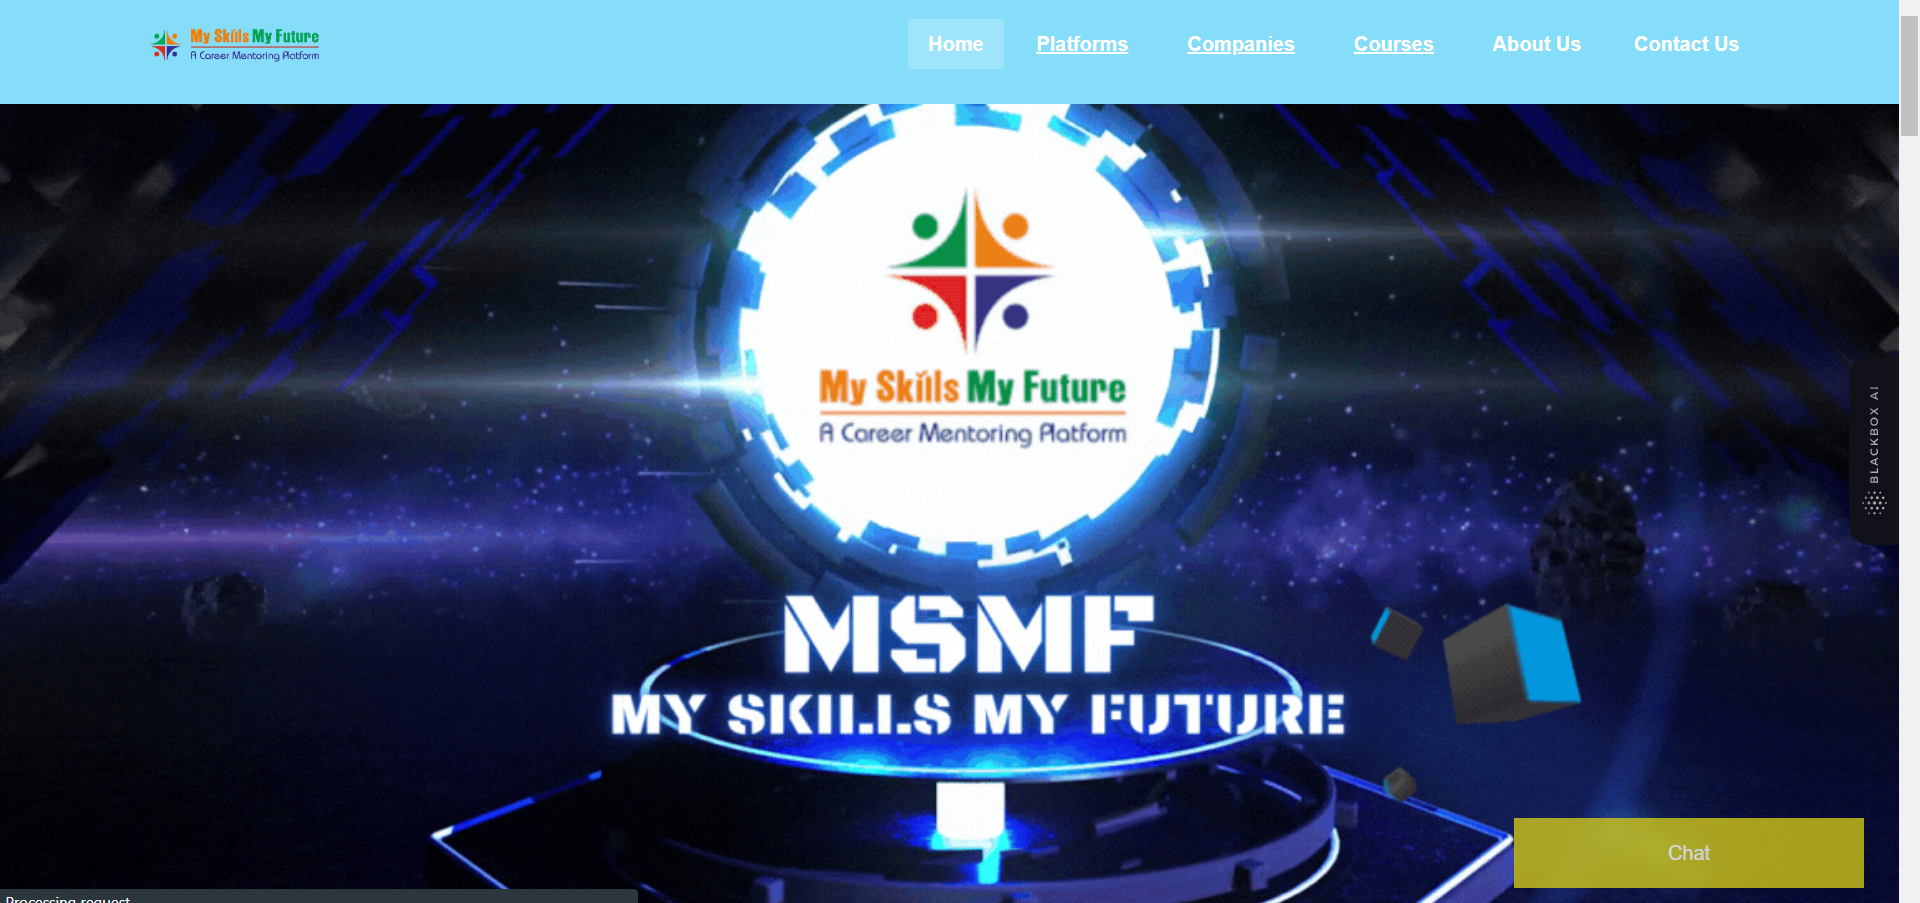 My Skills My Future
A Career Mentoring Platform
Home Platforms Companies Courses About Us Contact Us
My Skills My Future
A Career Mentoring Platform
BLACKBOX AI
MSMF
MY SKILLS MY FUTURE
Chat
Processing request